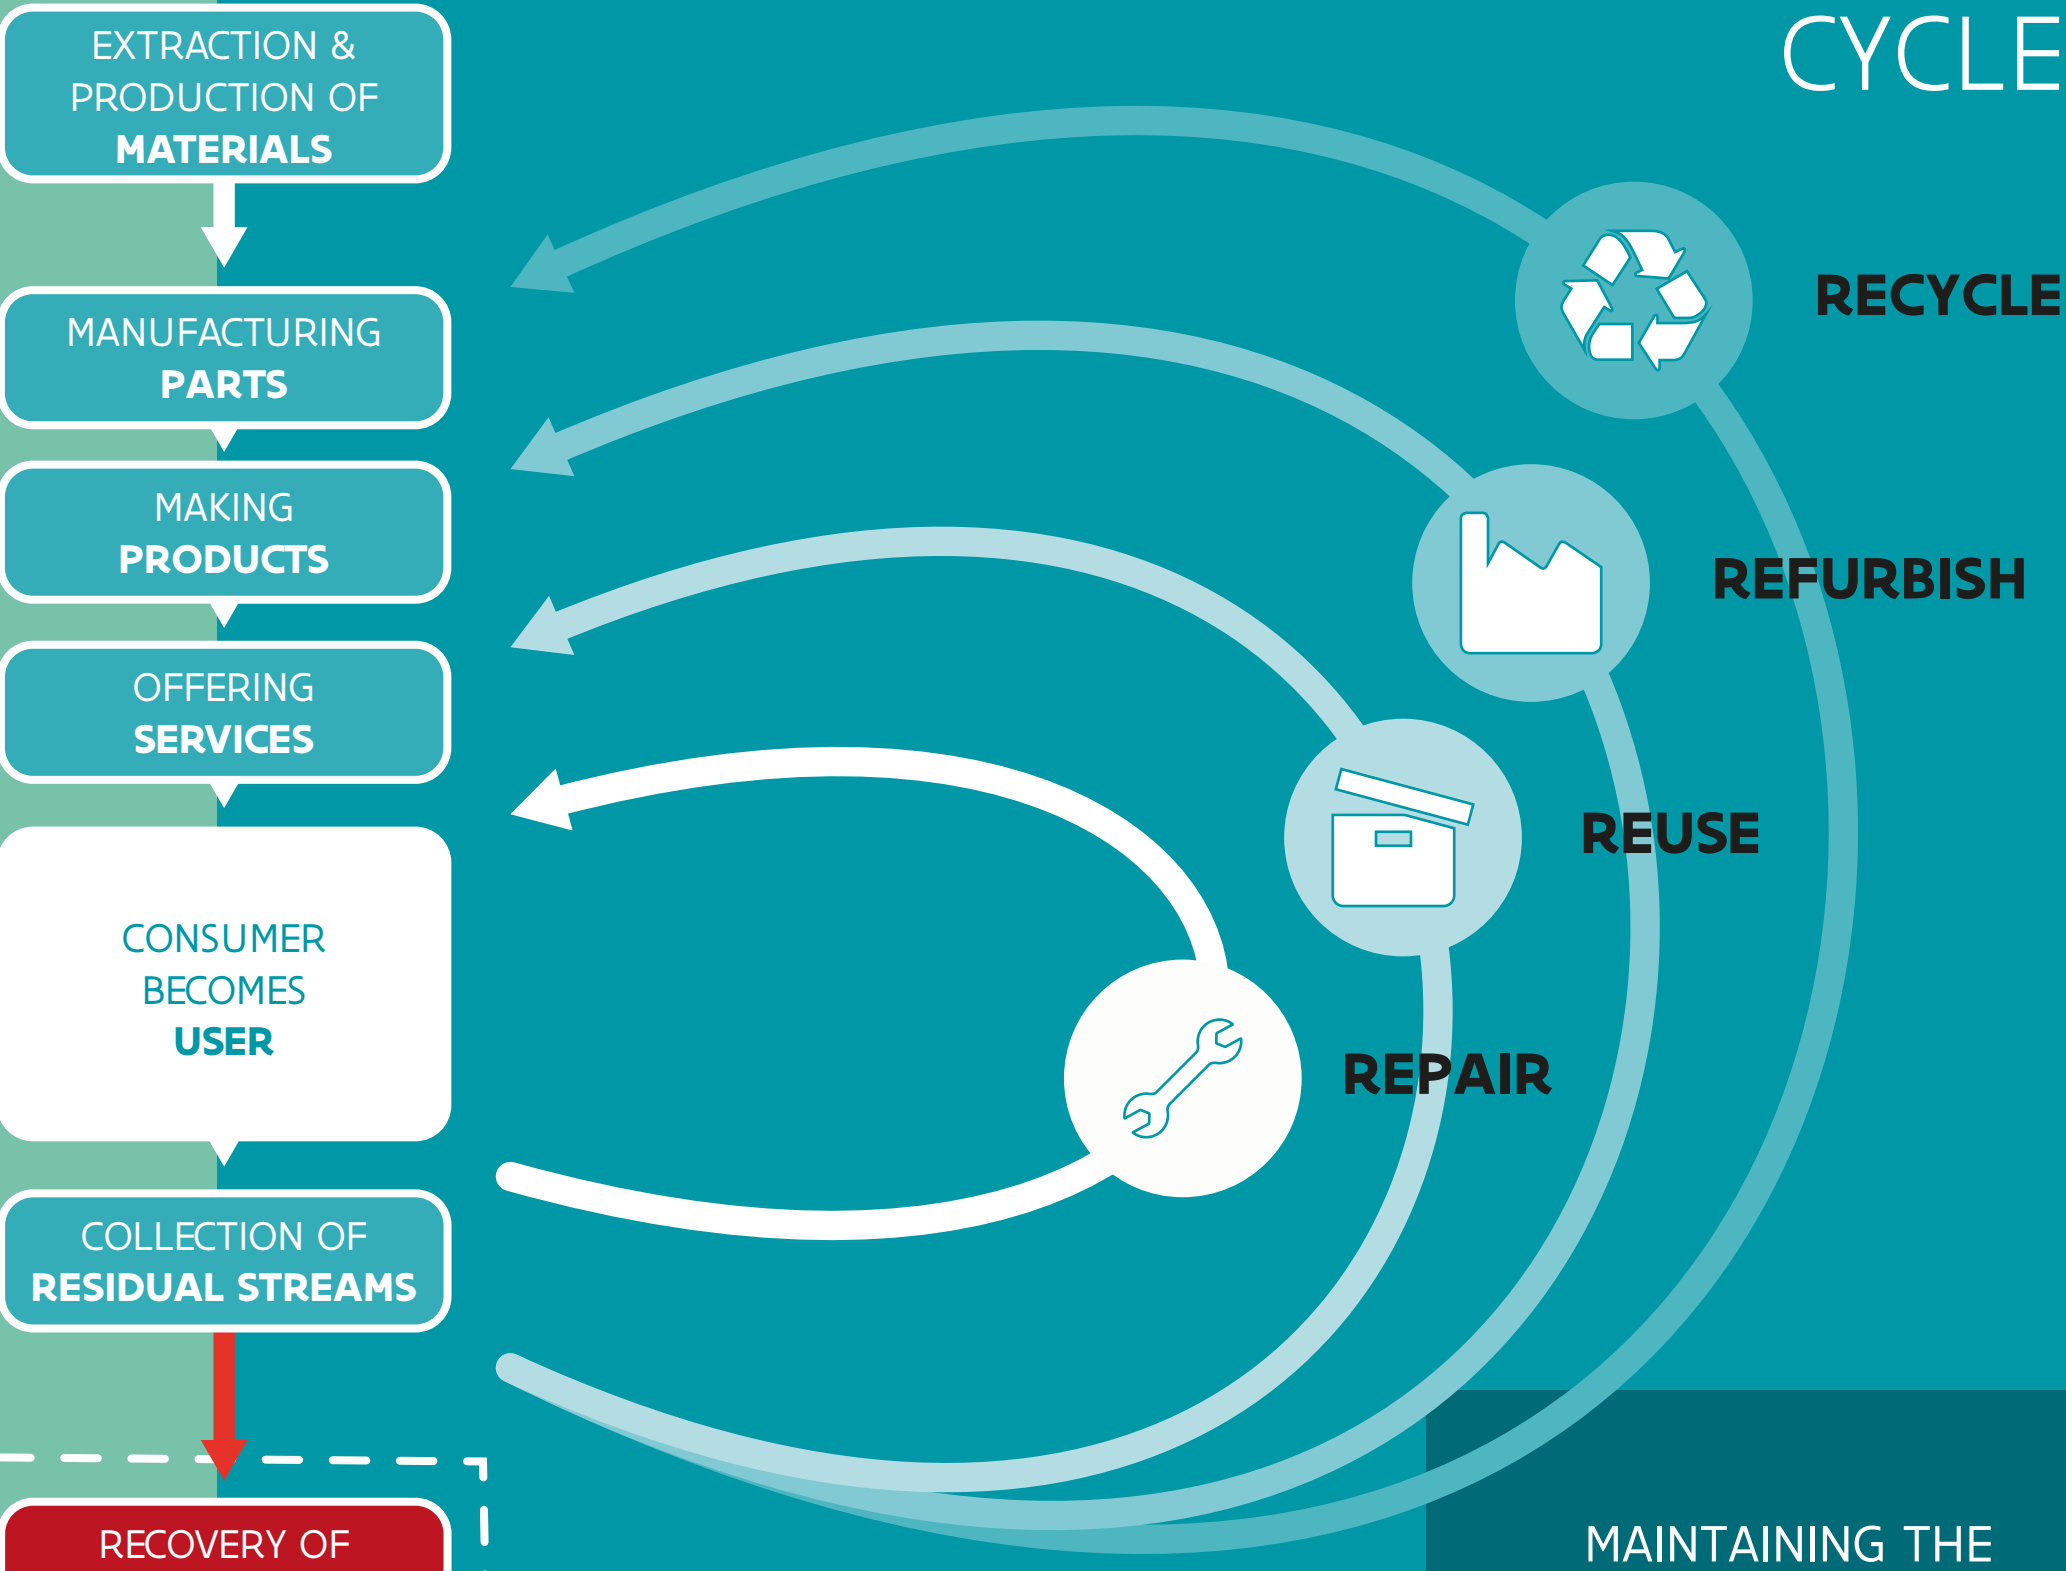 CYCLE
EXTRACTION &
PRODUCTION OF
MATERIALS
MANUFACTURING
PARTS
MAKING
PRODUCTS
OFFERING
SERVICES
CONSUMER
BECOMES
USER
COLLECTION OF
RESIDUAL STREAMS
RECOVERY OF
RECYCLE
REFURBISH
REUSE
REPAIR
MAINTAINING THE